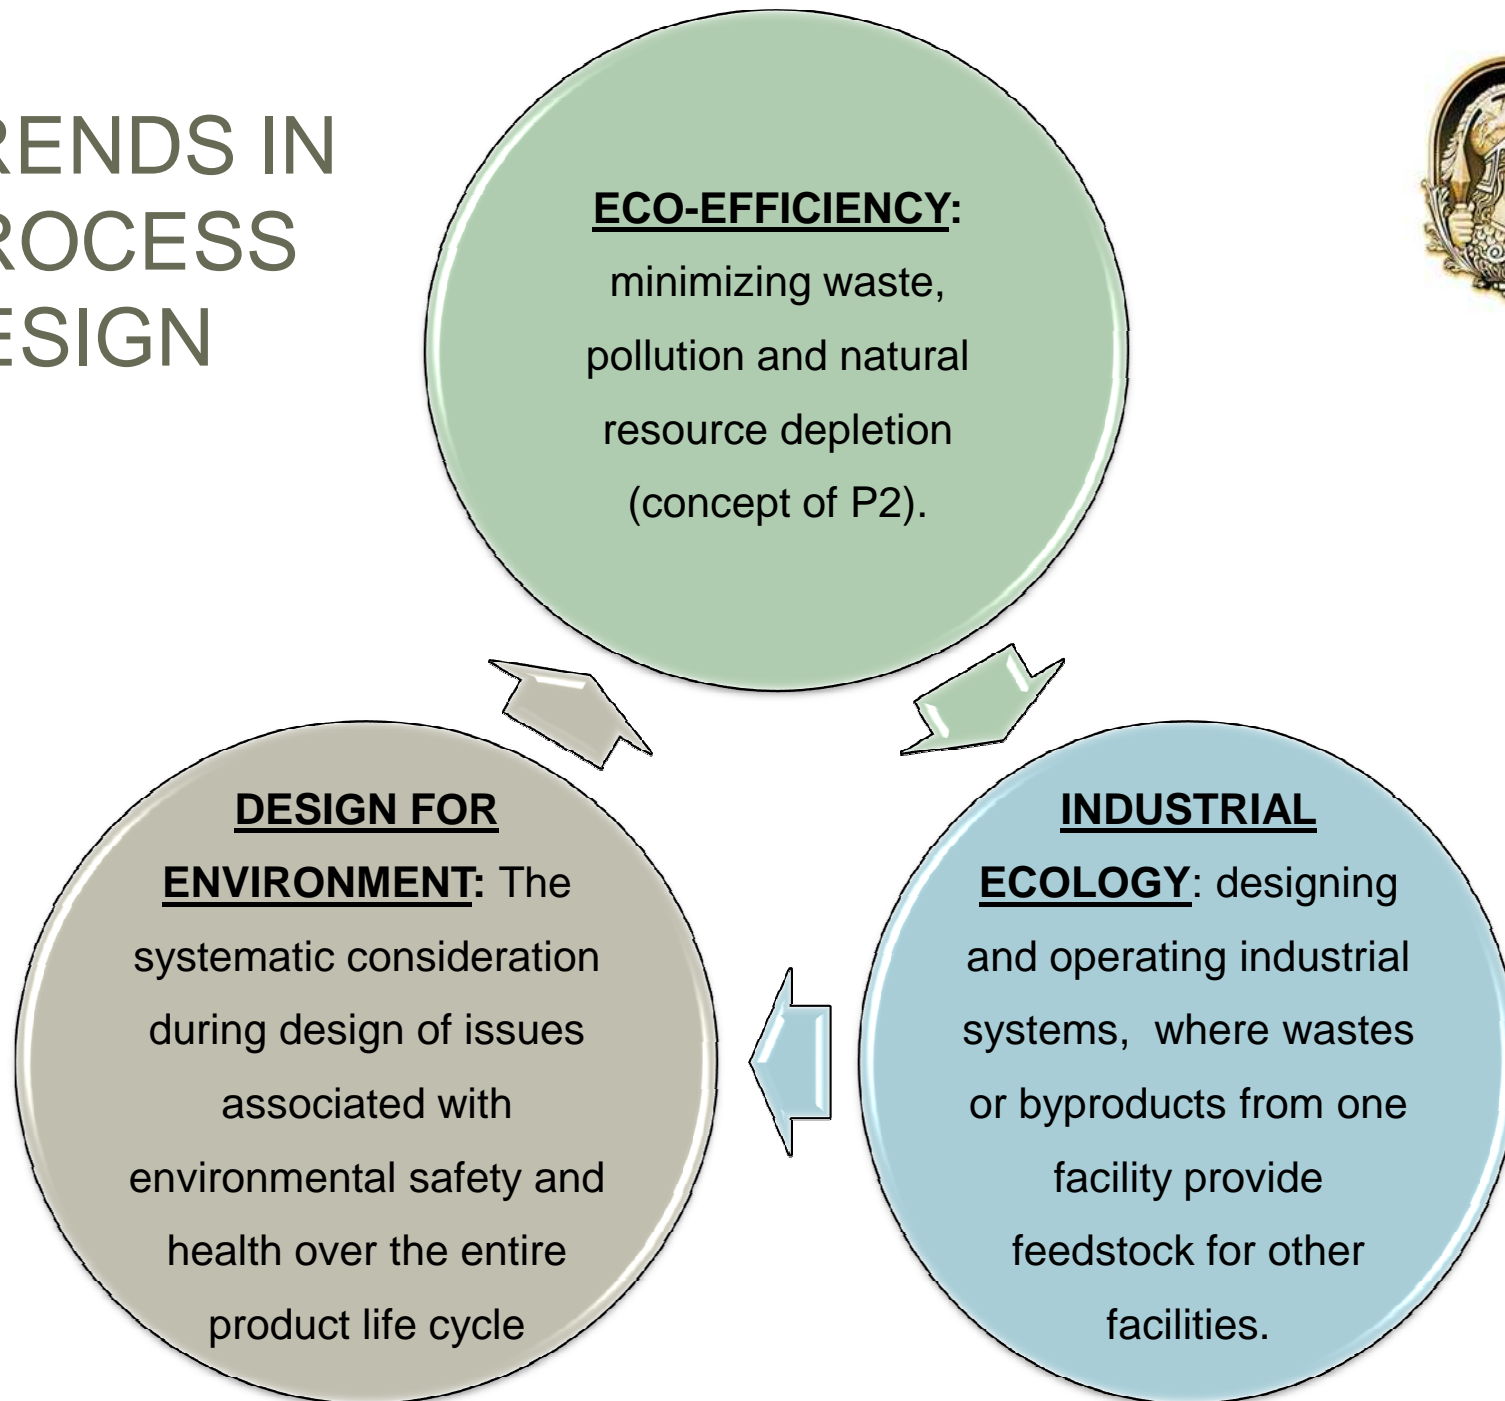 RENDS IN
ROCESS
ESIGN
ECO-EFFICIENCY:
minimizing waste,
pollution and natural
resource depletion
(concept of P2).
DESIGN FOR
ENVIRONMENT: The
systematic consideration
during design of issues
associated with
environmental safety and
health over the entire
product life cycle
INDUSTRIAL
ECOLOGY: designing
and operating industrial
systems,  where wastes
or byproducts from one
facility provide
feedstock for other
facilities.